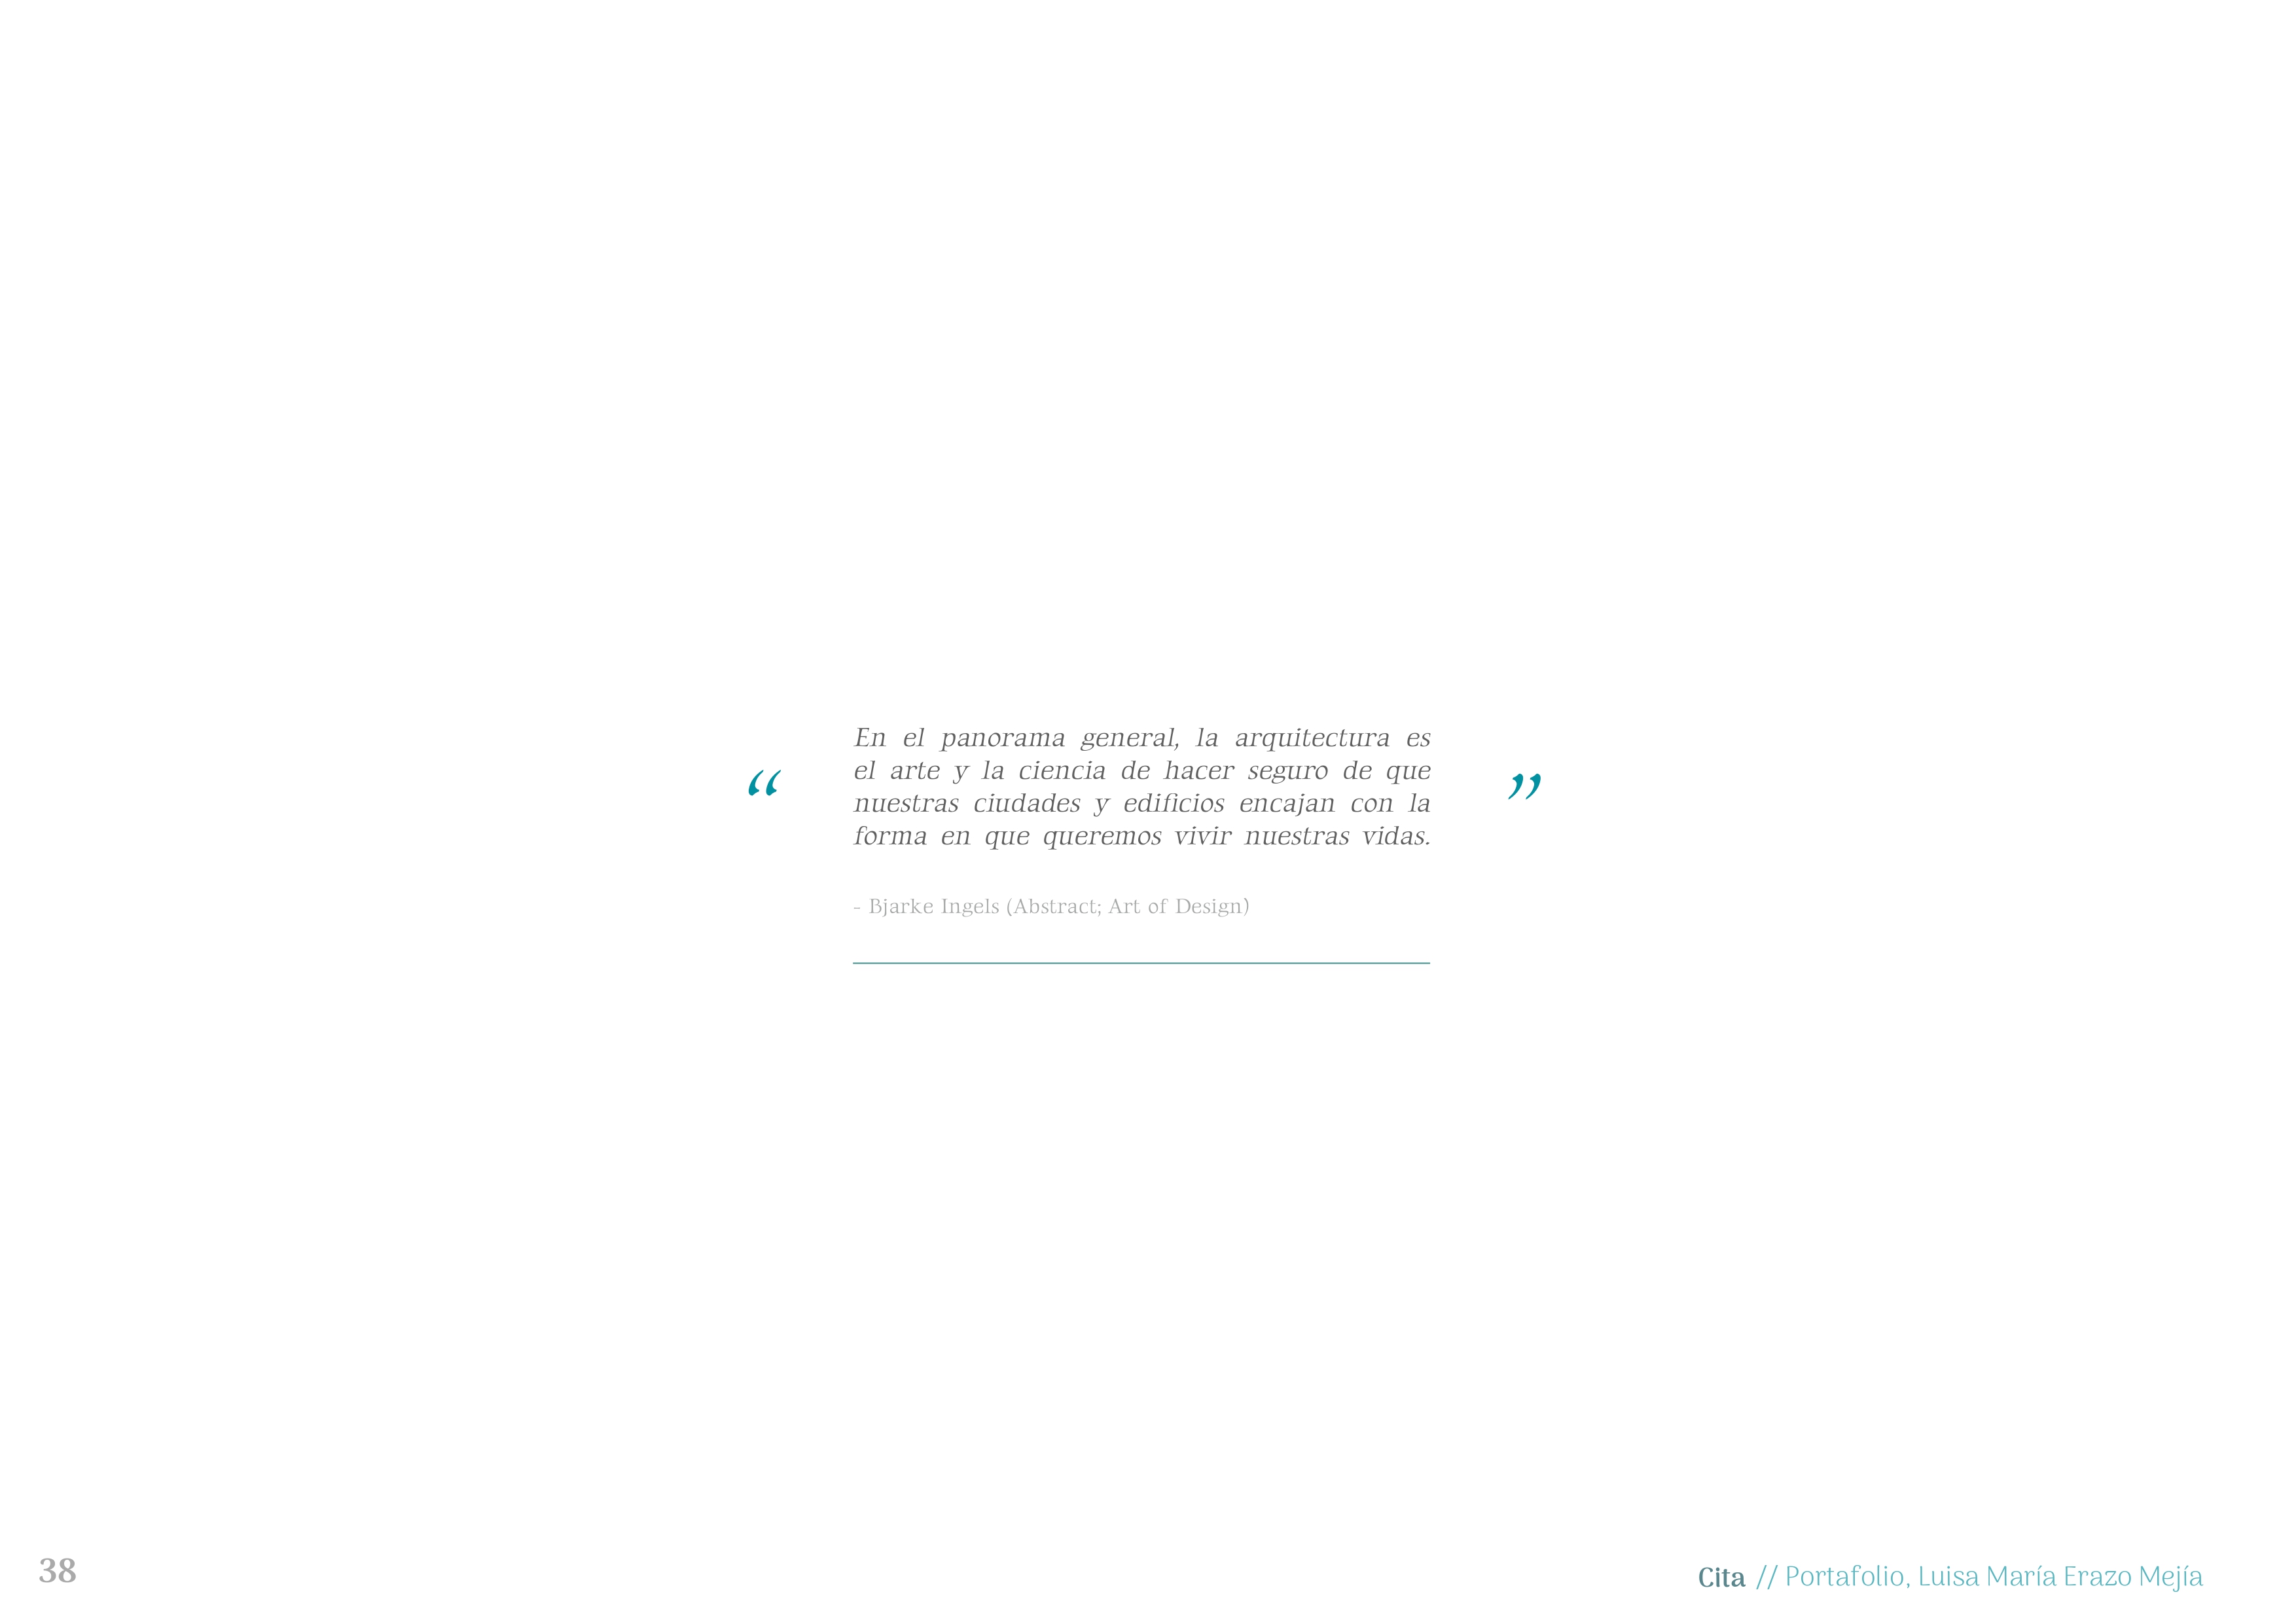 “
En el panorama general, la arquitectura es
el arte y la ciencia de hacer seguro de que
nuestras ciudades y edificios encajan con la
forma en que queremos vivir nuestras vidas.
”
- Bjarke Ingels (Abstract; Art of Design)
38
Cita // Portafolio, Luisa María Erazo Mejía